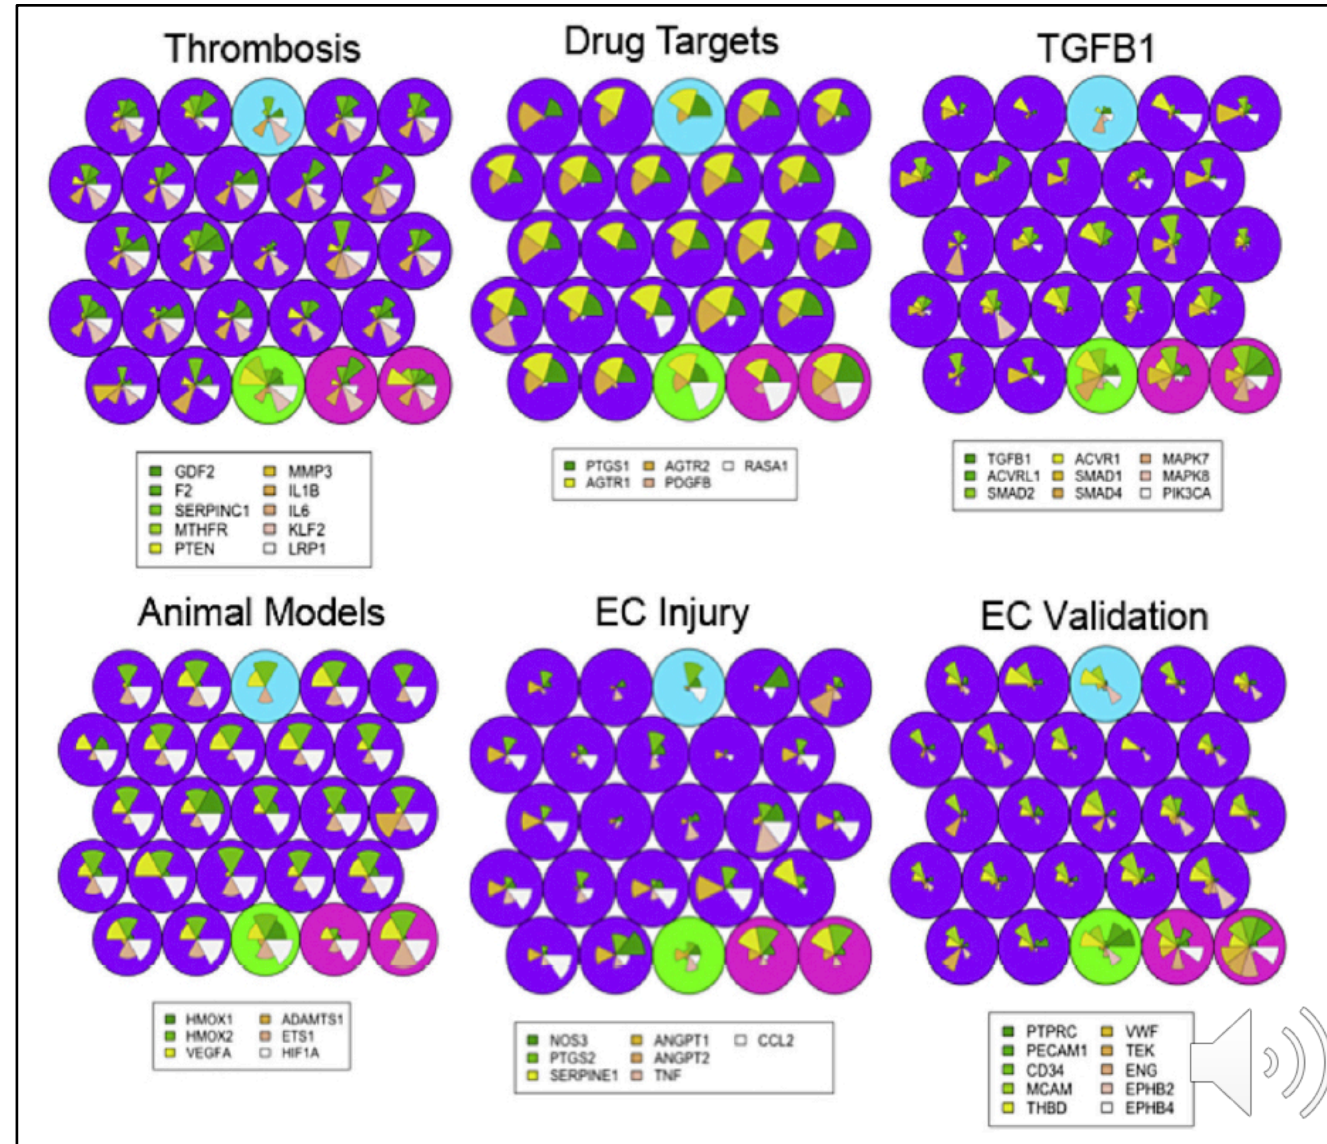 Thrombosis
Drug Targets
TGFB1
GDF2 MMP3
F2 IL1B
SERPINC1 IL6
MTHFR KLF2
PTEN LRP1
PTGS1 AGTR2 RASA1
AGTR1 PDGFB
TGFB1 ACVR1 MAPK7
ACVRL1 SMAD1 MAPK8
SMAD2 SMAD4 PIK3CA
Animal Models
EC Injury
EC Validation
HMOX1 ADAMTS1
HMOX2 ETS1
VEGFA HIF1A
NOS3 ANGPT1 CCL2
PTGS2 ANGPT2
SERPINE1 TNF
PTPRC VWF
PECAM1 TEK
CD34 ENG
MCAM EPHB2
THBD EPHB4